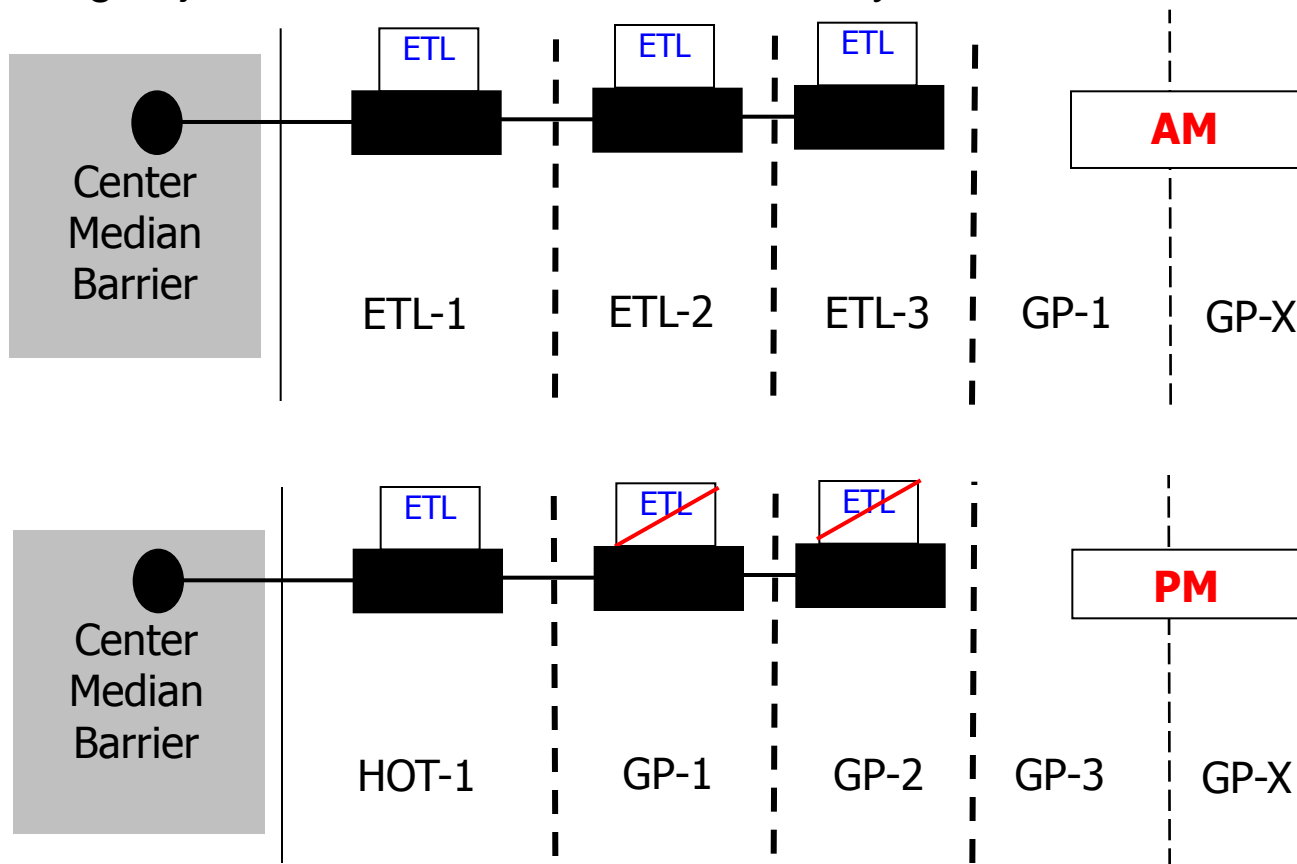 ETL ETL ETL
AM
Center
Median
Barrier
ETL-1 ETL-2 ETL-3 GP-1 GP-X
ETL ETL ETL
PM
Center
Median
Barrier
HOT-1 GP-1 GP-2 GP-3 GP-X